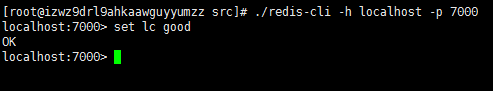 [root@izwz9drl9ahkaawguyyumzz src]# ./redis-cli -h localhost -p 7000
localhost:7000> set lc good
OK
localhost:7000>